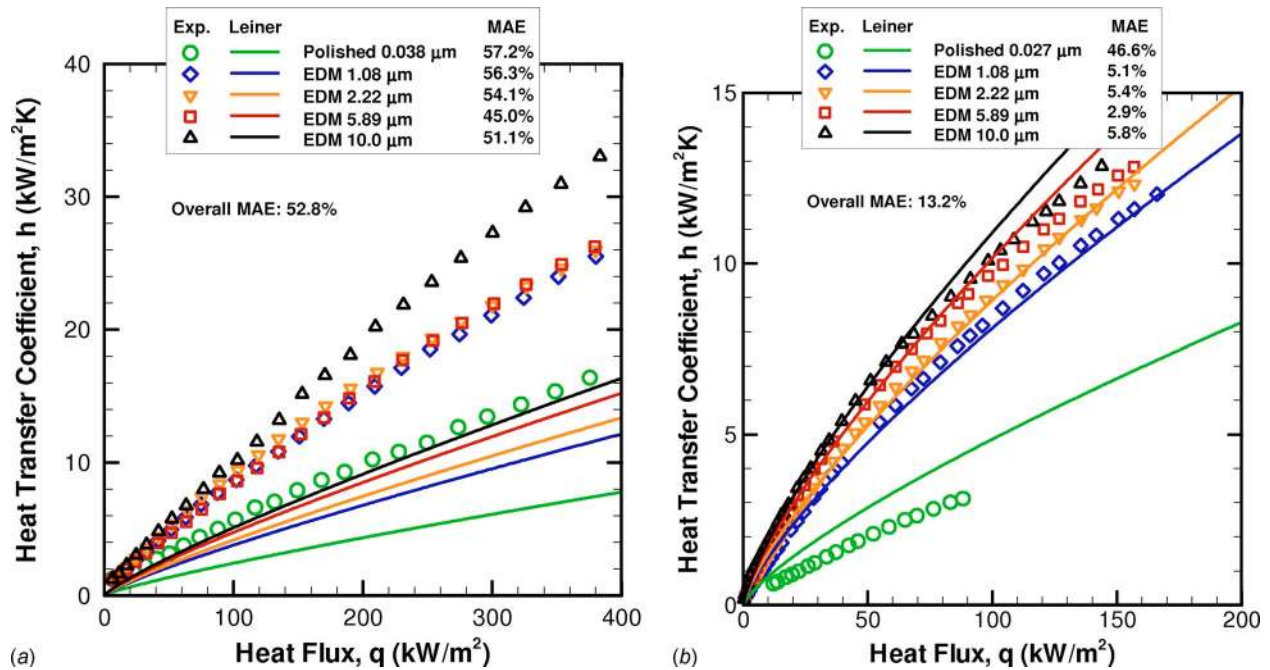 Exp. Leiner MAE
Polished 0.038 μm 57.2%
EDM 1.08 μm 56.3%
EDM 2.22 μm 54.1%
EDM 5.89 μm 45.0%
EDM 10.0 μm 51.1%
Overall MAE: 52.8%
Heat Transfer Coefficient, h (kW/m²K)
40
30
20
10
0
0 100 200 300 400
Heat Flux, q (kW/m²)
(a)
Exp. Leiner MAE
Polished 0.027 μm 46.6%
EDM 1.08 μm 5.1%
EDM 2.22 μm 5.4%
EDM 5.89 μm 2.9%
EDM 10.0 μm 5.8%
Overall MAE: 13.2%
Heat Transfer Coefficient, h (kW/m²K)
15
10
5
0
0 50 100 150 200
Heat Flux, q (kW/m²)
(b)